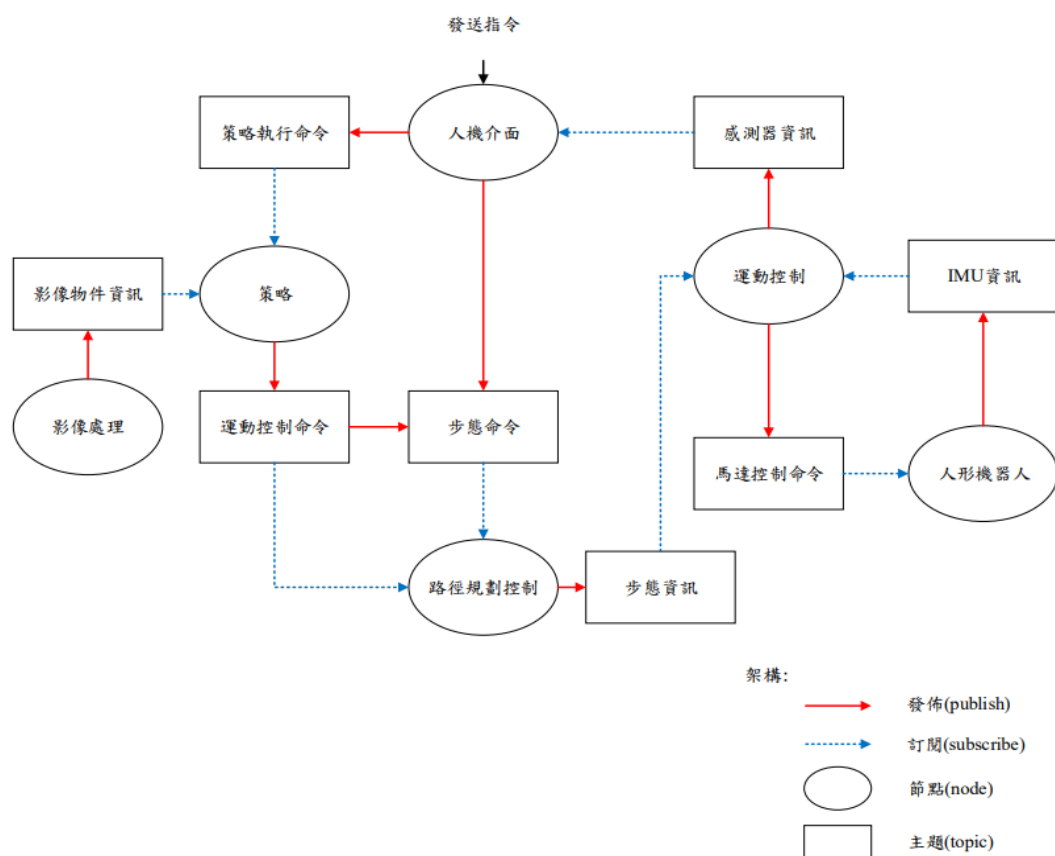 發送指令
策略執行命令
人機介面
感測器資訊
影像物件資訊
策略
運動控制
IMU資訊
影像處理
運動控制命令
步態命令
馬達控制命令
人形機器人
路徑規劃控制
步態資訊
架構:
發佈(publish)
訂閱(subscribe)
節點(node)
主題(topic)